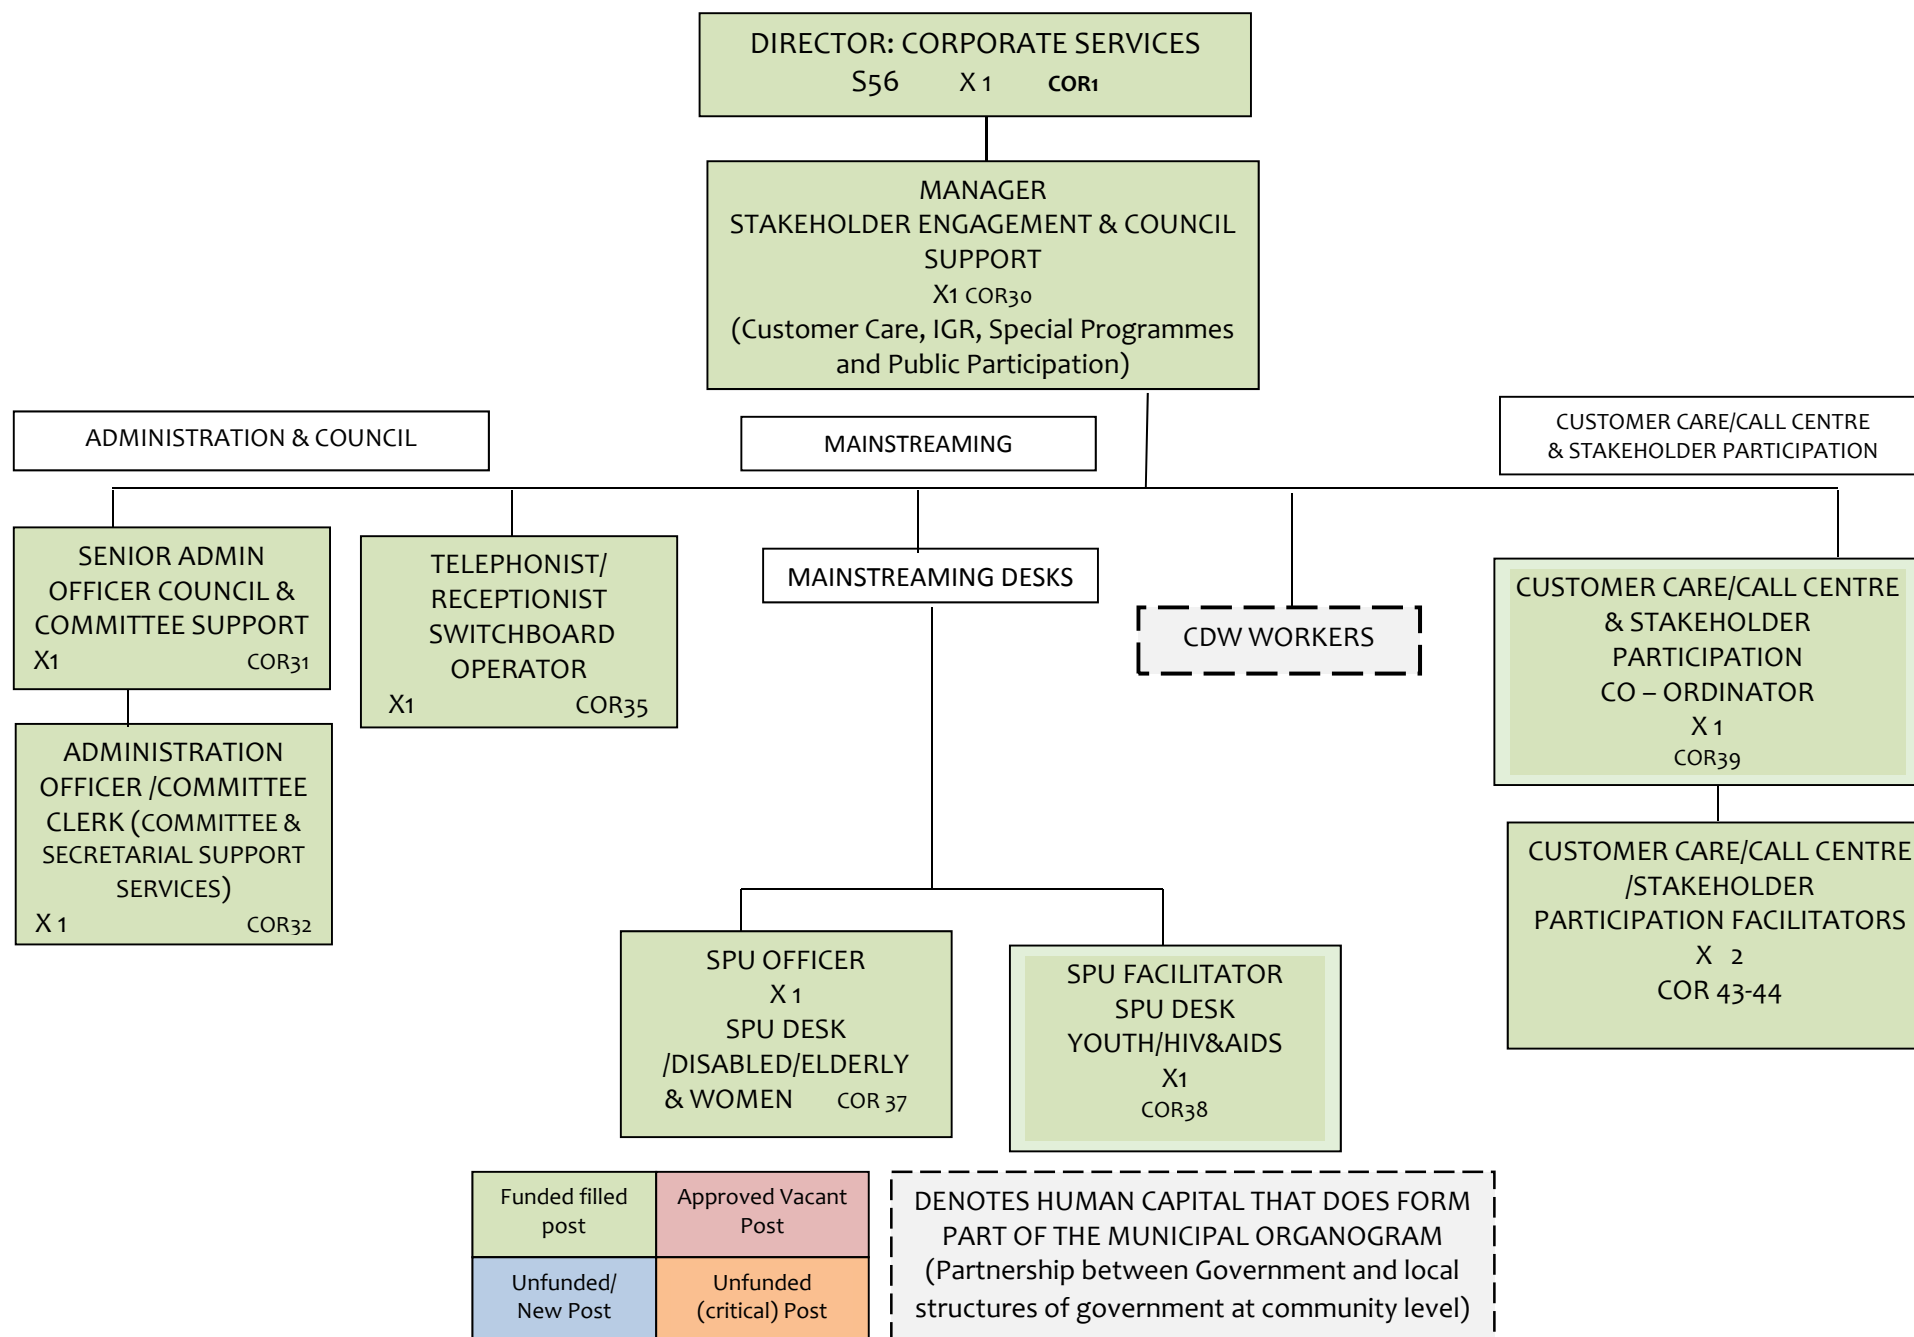 DIRECTOR: CORPORATE SERVICES
S56 X 1 COR1
MANAGER
STAKEHOLDER ENGAGEMENT & COUNCIL
SUPPORT
X1 COR30
(Customer Care, IGR, Special Programmes
and Public Participation)
ADMINISTRATION & COUNCIL
MAINSTREAMING
CUSTOMER CARE/CALL CENTRE
& STAKEHOLDER PARTICIPATION
SENIOR ADMIN
OFFICER COUNCIL &
COMMITTEE SUPPORT
X1 COR31
TELEPHONIST/
RECEPTIONIST
SWITCHBOARD
OPERATOR
X1 COR35
MAINSTREAMING DESKS
CDW WORKERS
CUSTOMER CARE/CALL CENTRE
& STAKEHOLDER
PARTICIPATION
CO – ORDINATOR
X 1
COR39
ADMINISTRATION
OFFICER /COMMITTEE
CLERK (COMMITTEE &
SECRETARIAL SUPPORT
SERVICES)
X 1 COR32
CUSTOMER CARE/CALL CENTRE
/STAKEHOLDER
PARTICIPATION FACILITATORS
X 2
COR 43-44
SPU OFFICER
X 1
SPU DESK
/DISABLED/ELDERLY
& WOMEN COR 37
SPU FACILITATOR
SPU DESK
YOUTH/HIV&AIDS
X1
COR38
Funded filled
post
Approved Vacant
Post
Unfunded/
New Post
Unfunded
(critical) Post
DENOTES HUMAN CAPITAL THAT DOES FORM
PART OF THE MUNICIPAL ORGANOGRAM
(Partnership between Government and local
structures of government at community level)